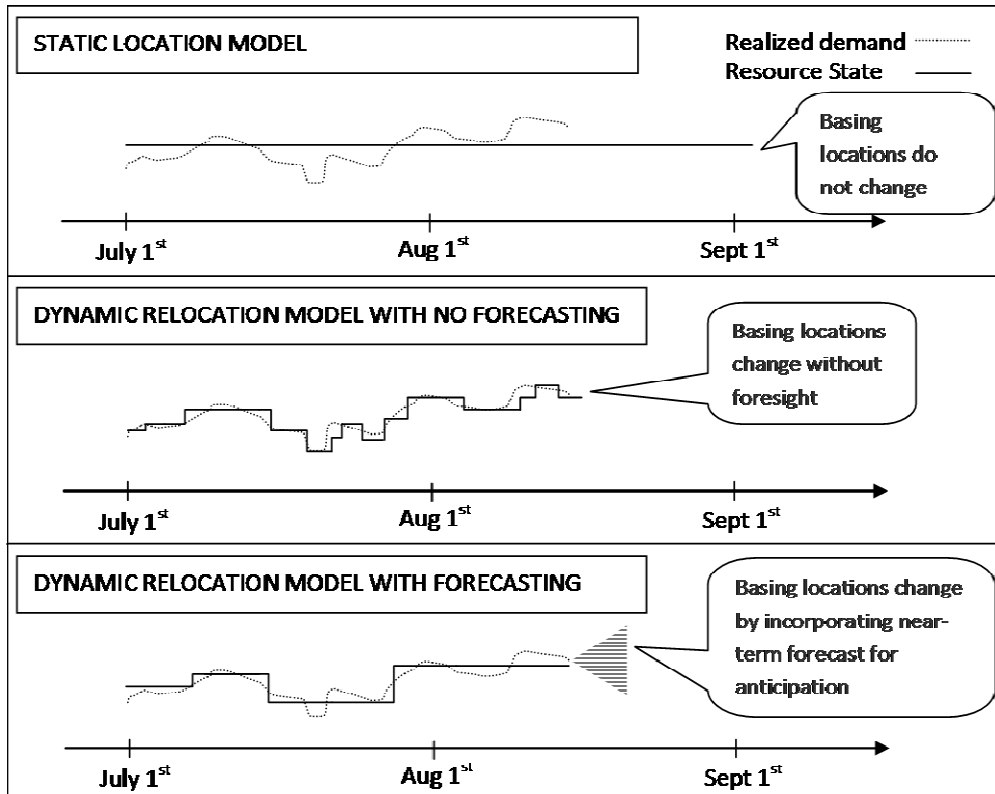 STATIC LOCATION MODEL
Realized demand
Resource State
Basing
locations do
not change
July 1st
Aug 1st
Sept 1st
DYNAMIC RELOCATION MODEL WITH NO FORECASTING
Basing locations
change without
foresight
July 1st
Aug 1st
Sept 1st
DYNAMIC RELOCATION MODEL WITH FORECASTING
Basing locations change
by incorporating near-
term forecast for
anticipation
July 1st
Aug 1st
Sept 1st